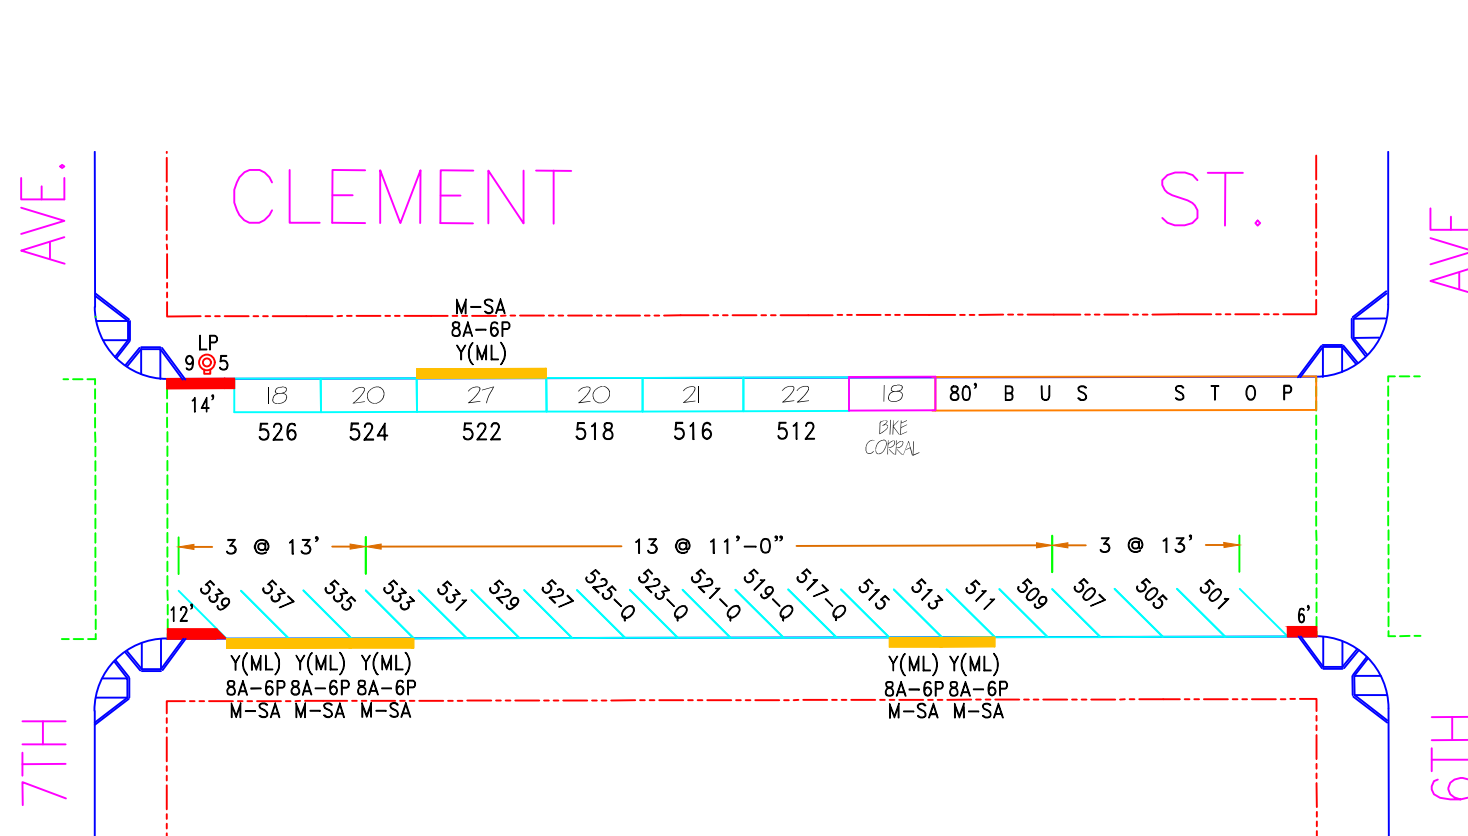 AVE.
CLEMENT ST.
AVE
M-SA
8A-6P
Y(ML)
LP
9 5
14'
18 20 27 20 21 22 18 80' BUS STOP
526 524 522 518 516 512
BIKE
CORRAL
3 @ 13' 13 @ 11'-0" 3 @ 13'
539 537 535 533 531 529 527 525-Q 523-Q 521-Q 519-Q 517-Q 515 513 511 509 507 505 501
12' 6'
Y(ML) Y(ML) Y(ML) Y(ML) Y(ML)
8A-6P 8A-6P 8A-6P 8A-6P 8A-6P
M-SA M-SA M-SA M-SA M-SA
7TH
6TH